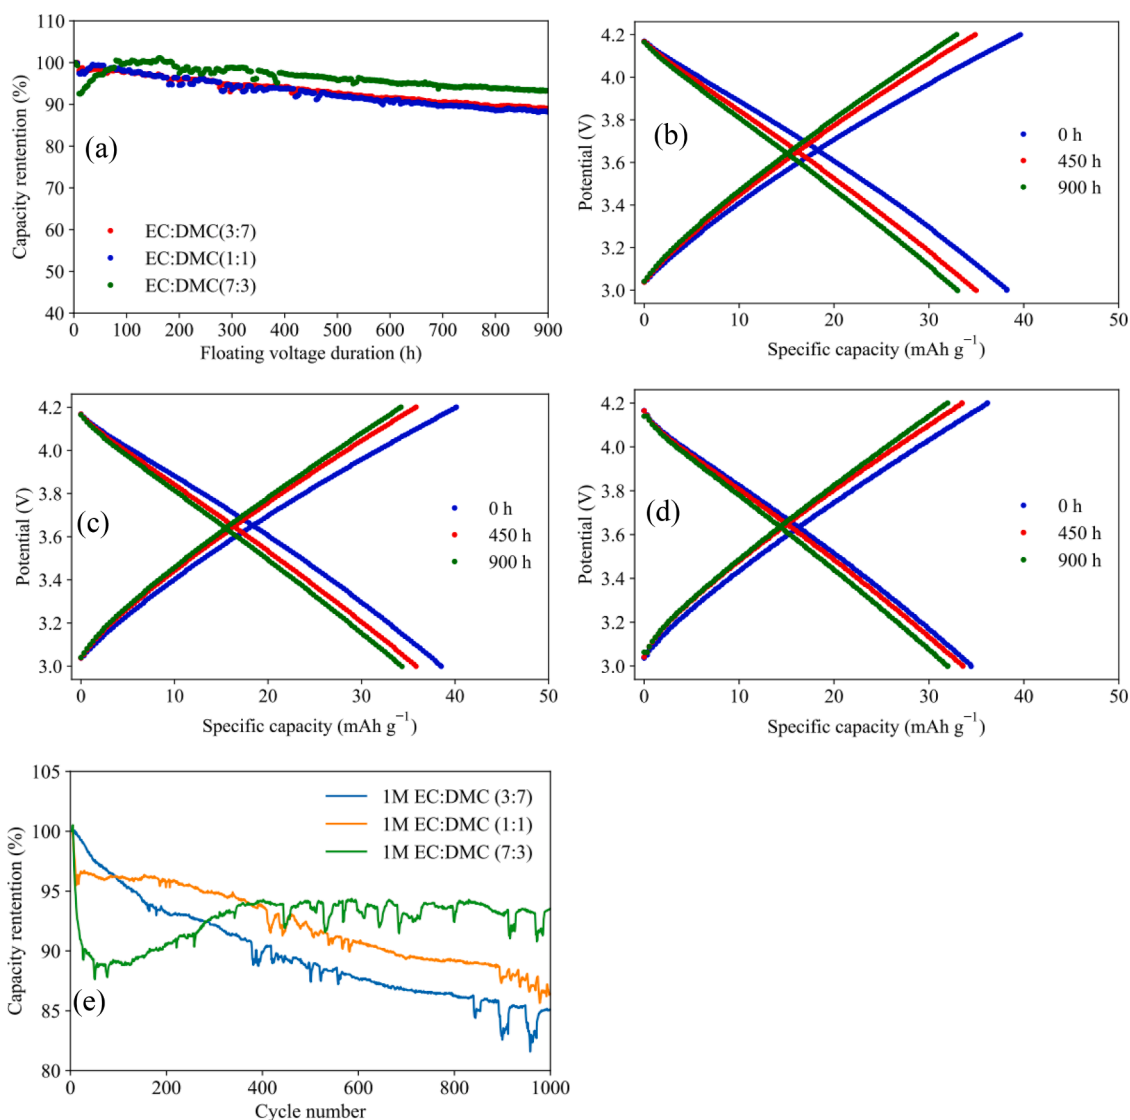 110
100
90
80
70
60
50
40
Capacity rentention (%)
(a)
EC:DMC(3:7)
EC:DMC(1:1)
EC:DMC(7:3)
0 100 200 300 400 500 600 700 800 900
Floating voltage duration (h)
4.2
4.0
3.8
3.6
3.4
3.2
3.0
Potential (V)
(b)
0 h
450 h
900 h
0 10 20 30 40 50
Specific capacity (mAh g⁻¹)
4.2
4.0
3.8
3.6
3.4
3.2
3.0
Potential (V)
(c)
0 h
450 h
900 h
0 10 20 30 40 50
Specific capacity (mAh g⁻¹)
4.2
4.0
3.8
3.6
3.4
3.2
3.0
Potential (V)
(d)
0 h
450 h
900 h
0 10 20 30 40 50
Specific capacity (mAh g⁻¹)
105
100
95
90
85
80
Capacity rentention (%)
(e)
1M EC:DMC (3:7)
1M EC:DMC (1:1)
1M EC:DMC (7:3)
0 200 400 600 800 1000
Cycle number